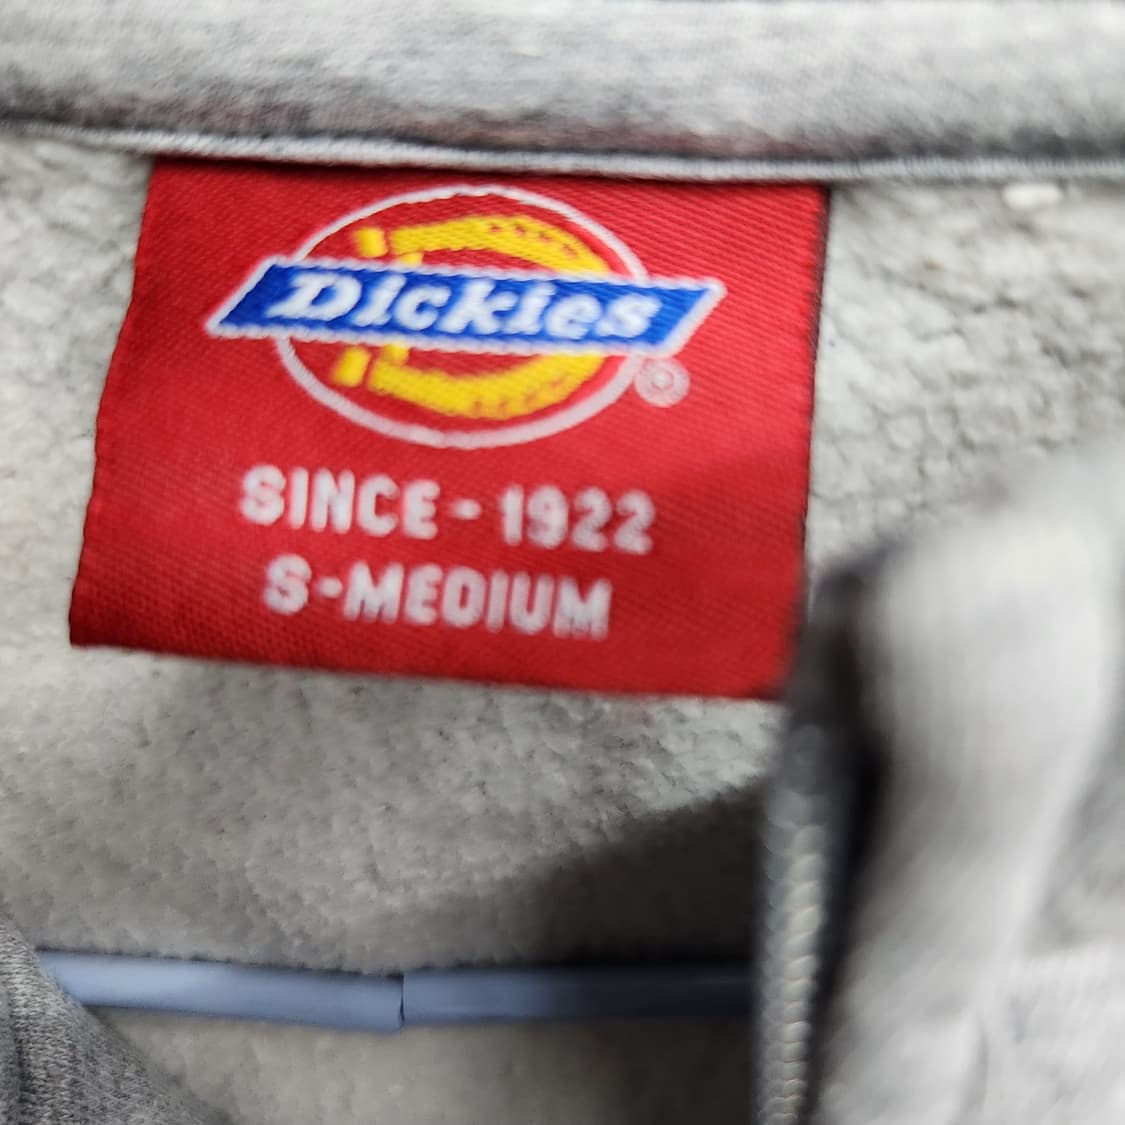 Dickies
®
SINCE - 1922
S-MEDIUM